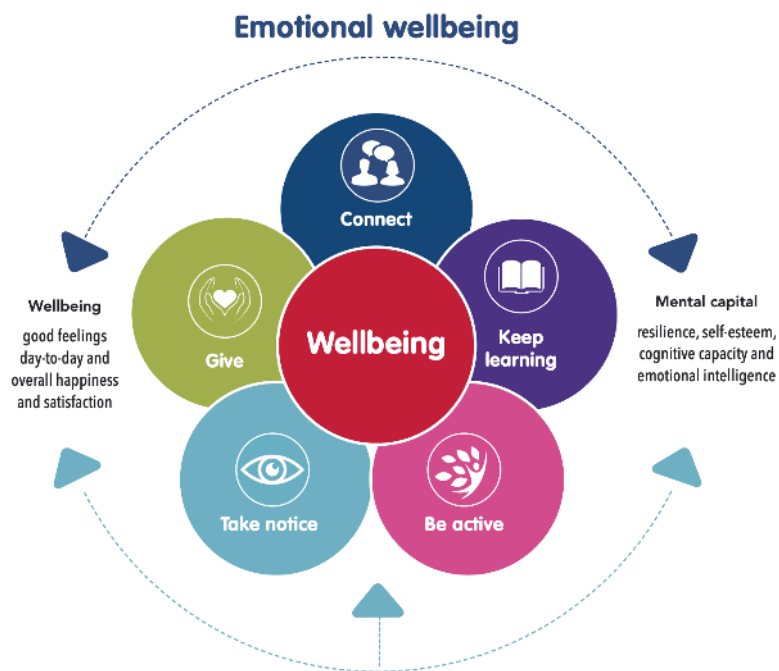 Emotional wellbeing
Connect
Give
Wellbeing
Keep
learning
Take notice
Be active
Wellbeing
good feelings
day-to-day and
overall happiness
and satisfaction
Mental capital
resilience, self-esteem,
cognitive capacity and
emotional intelligence